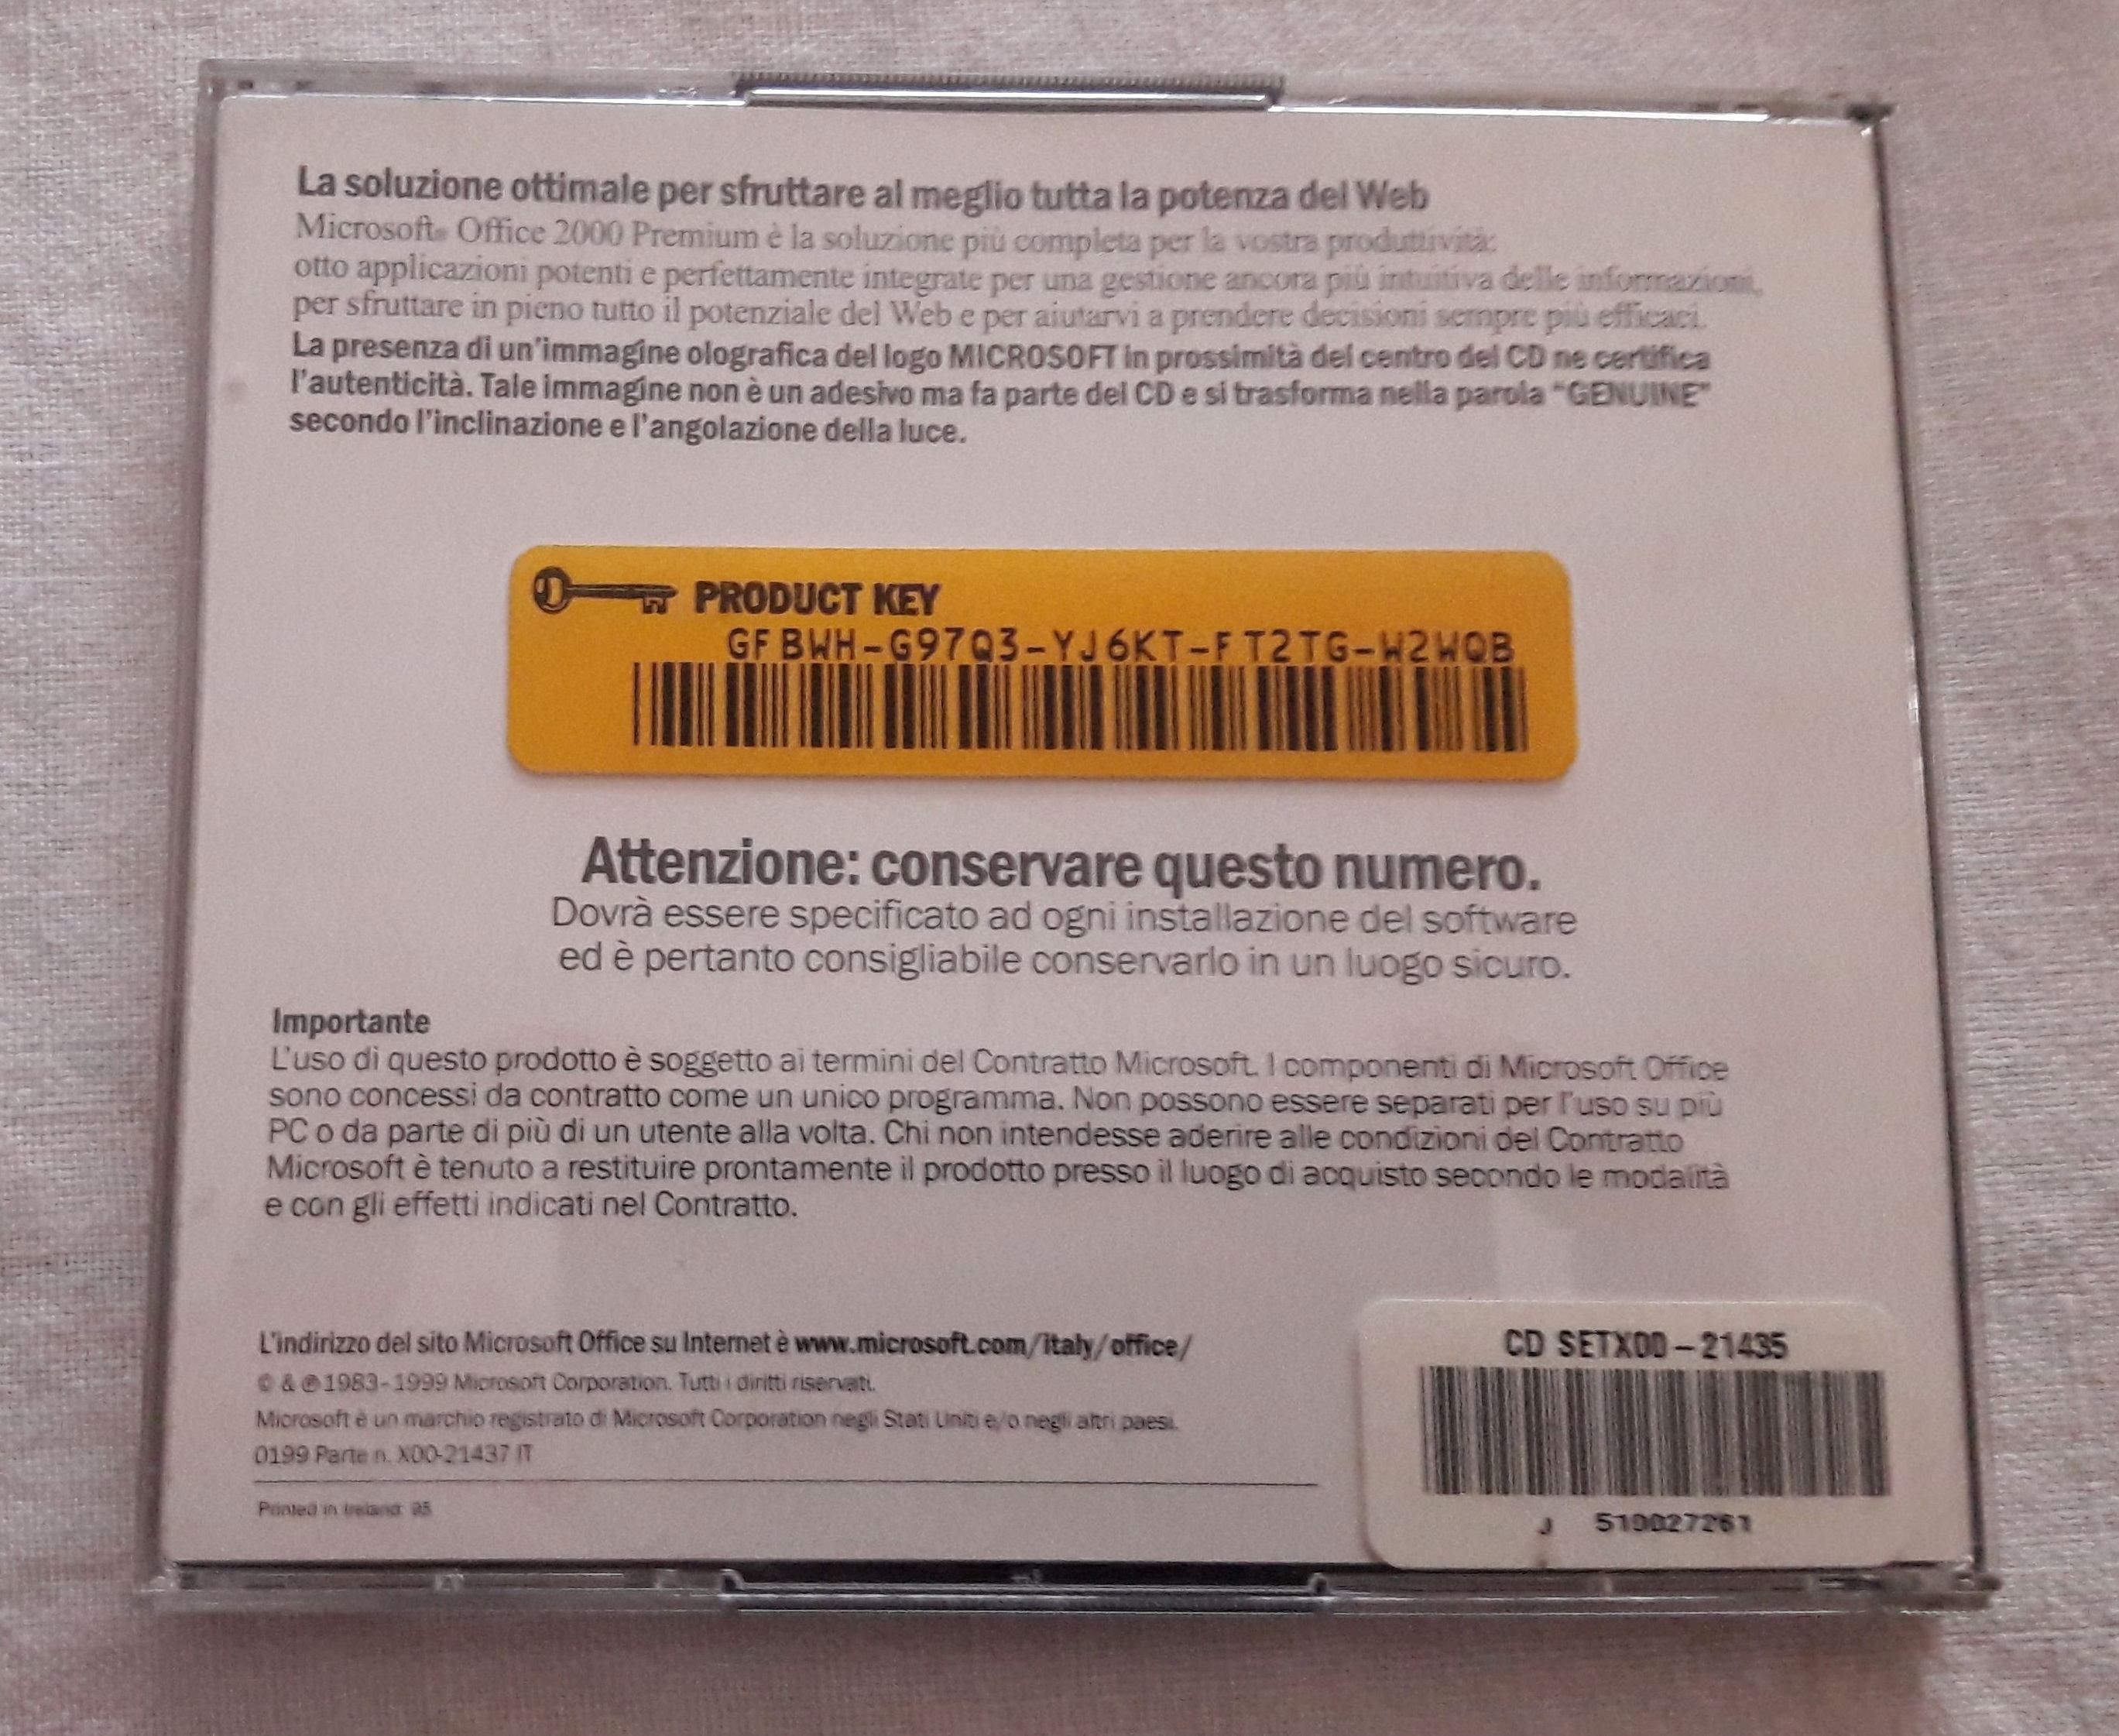 La soluzione ottimale per sfruttare al meglio tutta la potenza del Web
Microsoft® Office 2000 Premium è la soluzione più completa per la vostra produttività:
otto applicazioni potenti e perfettamente integrate per una gestione ancora più intuitiva delle informazioni,
per sfruttare in pieno tutto il potenziale del Web e per aiutarvi a prendere decisioni sempre più efficaci.
La presenza di un'immagine olografica del logo MICROSOFT in prossimità del centro del CD ne certifica
l'autenticità. Tale immagine non è un adesivo ma fa parte del CD e si trasforma nella parola "GENUINE"
secondo l'inclinazione e l'angolazione della luce.
PRODUCT KEY
GFBWH-G97Q3-YJ6KT-FT2TG-W2WQB
Attenzione: conservare questo numero.
Dovrà essere specificato ad ogni installazione del software
ed è pertanto consigliabile conservarlo in un luogo sicuro.
Importante
L'uso di questo prodotto è soggetto ai termini del Contratto Microsoft. I componenti di Microsoft Office
sono concessi da contratto come un unico programma. Non possono essere separati per l'uso su più
PC o da parte di più di un utente alla volta. Chi non intendesse aderire alle condizioni del Contratto
Microsoft è tenuto a restituire prontamente il prodotto presso il luogo di acquisto secondo le modalità
e con gli effetti indicati nel Contratto.
L'indirizzo del sito Microsoft Office su Internet è www.microsoft.com/italy/office/
© & ℗ 1983-1999 Microsoft Corporation. Tutti i diritti riservati.
Microsoft è un marchio registrato di Microsoft Corporation negli Stati Uniti e/o negli altri paesi.
0199 Parte n. X00-21437 IT
Printed in Ireland: 95
CD SETX00-21435
J 510027261